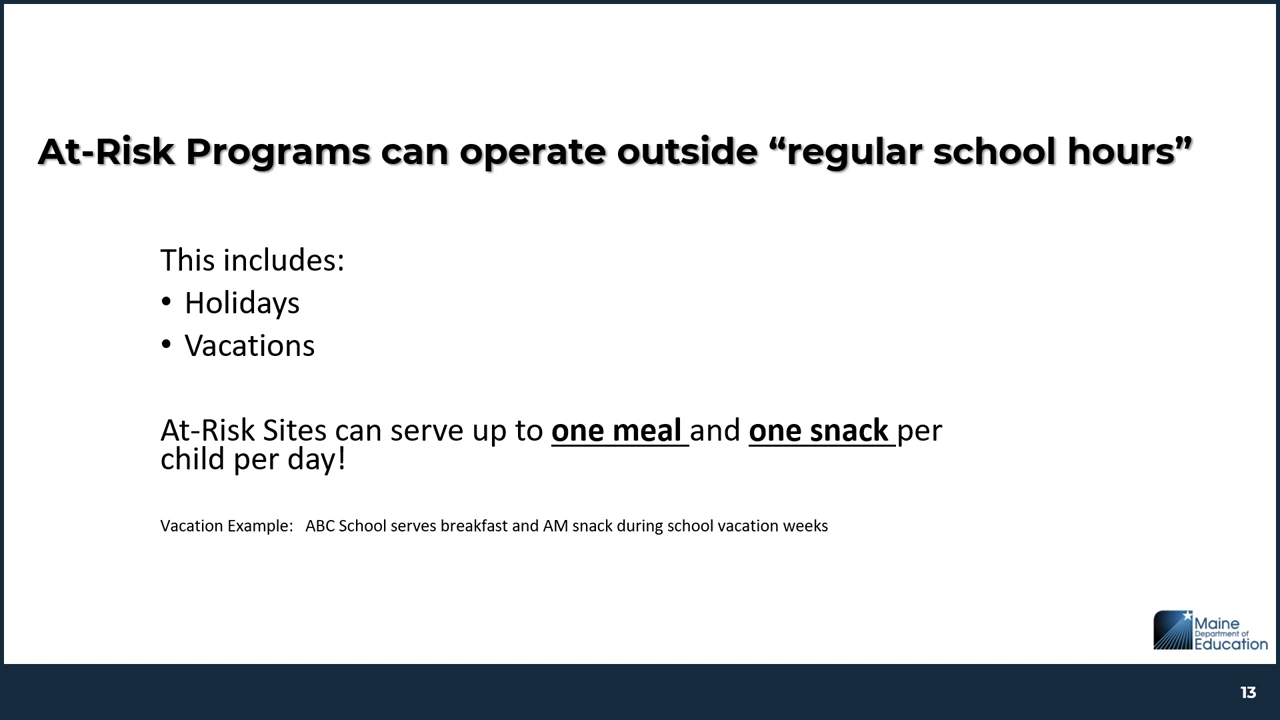 At-Risk Programs can operate outside “regular school hours”
This includes:
• Holidays
• Vacations
At-Risk Sites can serve up to one meal and one snack per
child per day!
Vacation Example:   ABC School serves breakfast and AM snack during school vacation weeks
Maine
Department of
Education
13